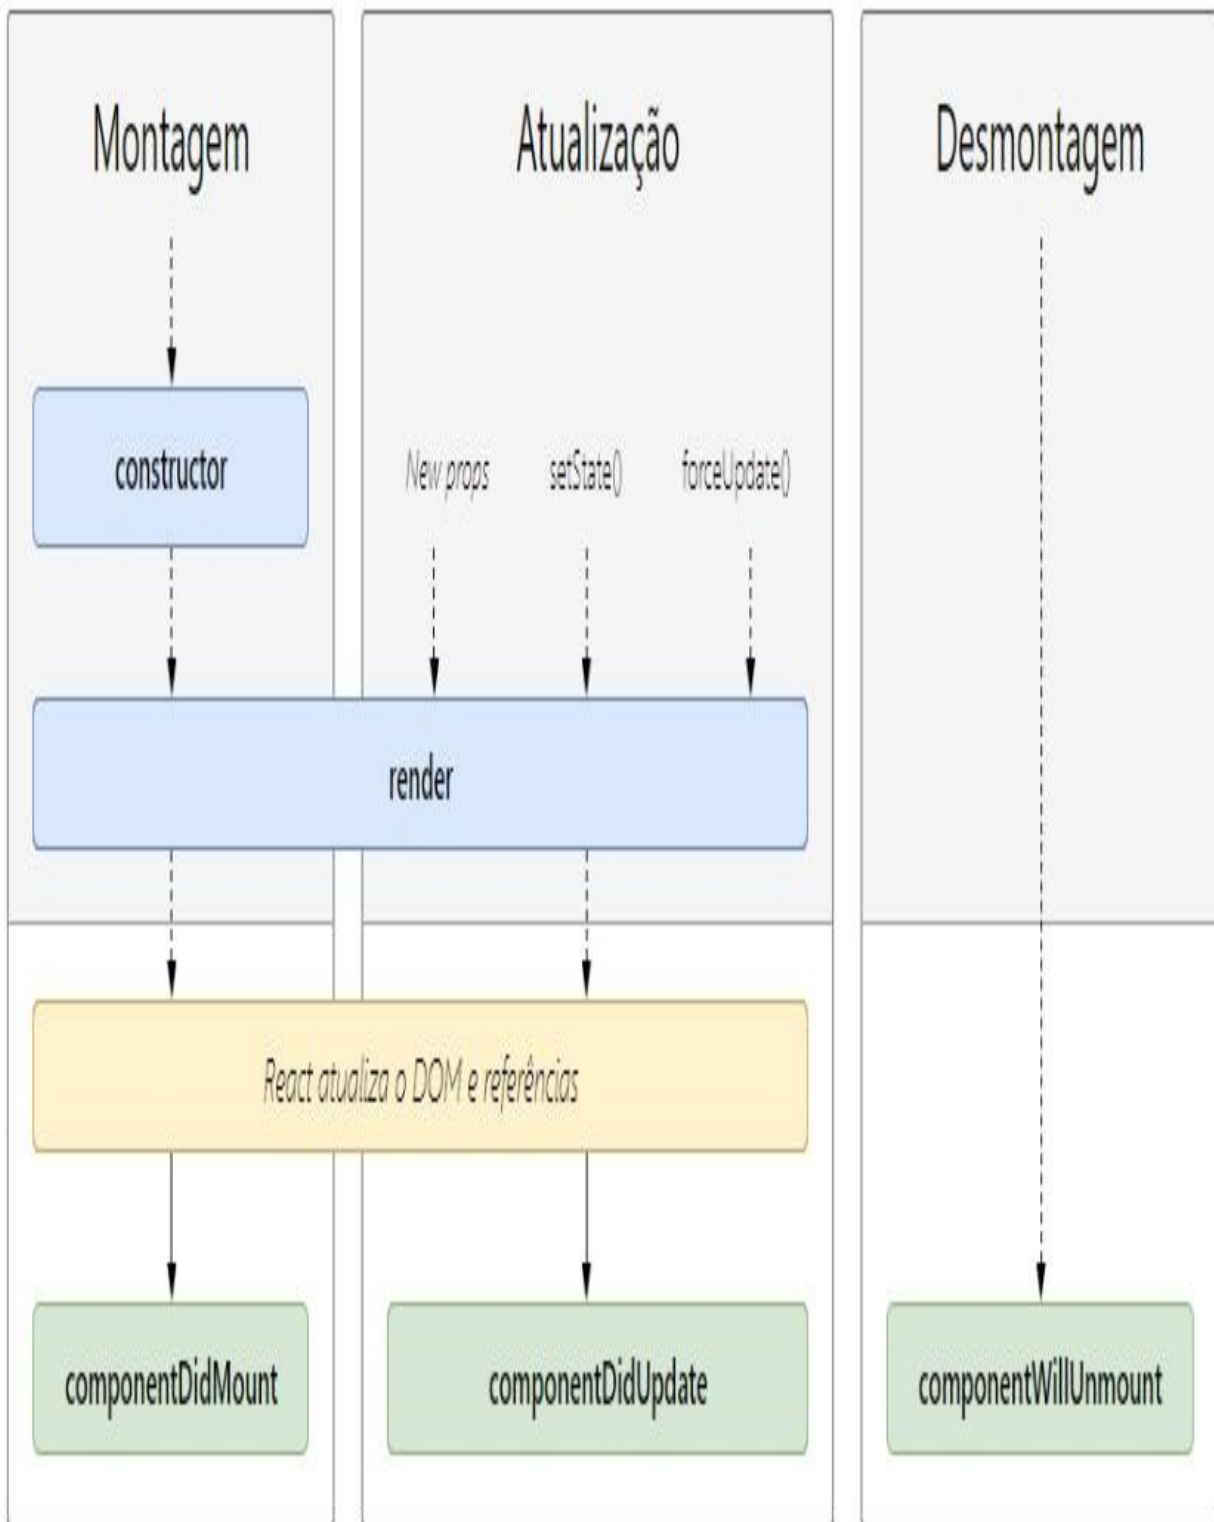 Montagem
Atualização
Desmontagem
constructor
New props
setState()
forceUpdate()
render
React atualiza o DOM e referências
componentDidMount
componentDidUpdate
componentWillUnmount